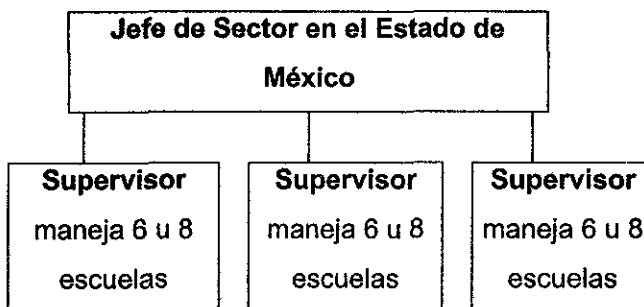 Jefe de Sector en el Estado de
México
Supervisor
maneja 6 u 8
escuelas
Supervisor
maneja 6 u 8
escuelas
Supervisor
maneja 6 u 8
escuelas